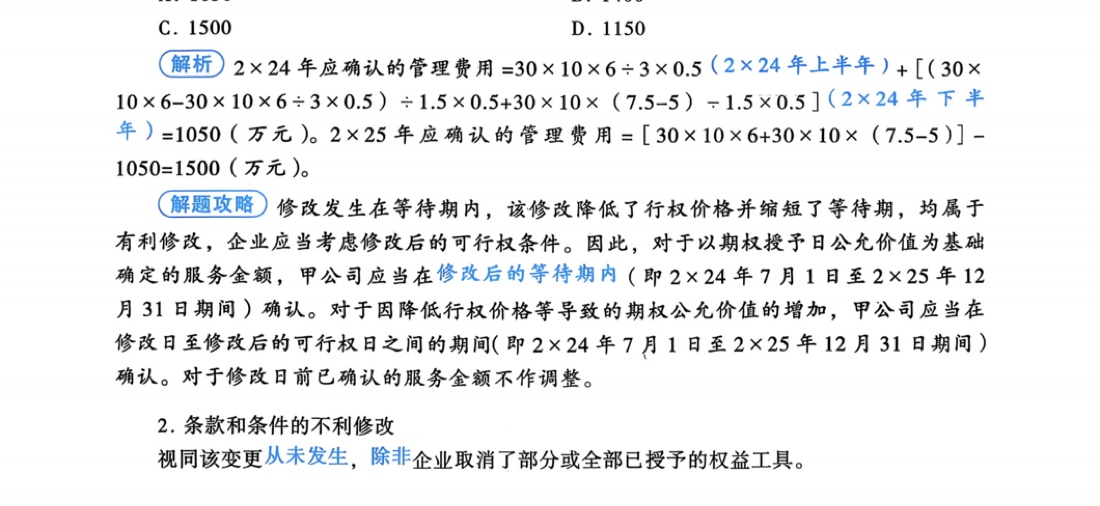 C. 1500 D. 1150
解析 2×24 年应确认的管理费用 =30×10×6÷3×0.5（2×24 年上半年）+［（30×
10×6-30×10×6÷3×0.5）÷1.5×0.5+30×10×（7.5-5）÷1.5×0.5］（2×24 年下半
年）=1050（万元）。2×25 年应确认的管理费用 =［30×10×6+30×10×（7.5-5）］-
1050=1500（万元）。
解题攻略 修改发生在等待期内，该修改降低了行权价格并缩短了等待期，均属于
有利修改，企业应当考虑修改后的可行权条件。因此，对于以期权授予日公允价值为基础
确定的服务金额，甲公司应当在修改后的等待期内（即 2×24 年 7 月 1 日至 2×25 年 12
月 31 日期间）确认。对于因降低行权价格等导致的期权公允价值的增加，甲公司应当在
修改日至修改后的可行权日之间的期间（即 2×24 年 7 月 1 日至 2×25 年 12 月 31 日期间）
确认。对于修改日前已确认的服务金额不作调整。
2. 条款和条件的不利修改
视同该变更从未发生，除非企业取消了部分或全部已授予的权益工具。